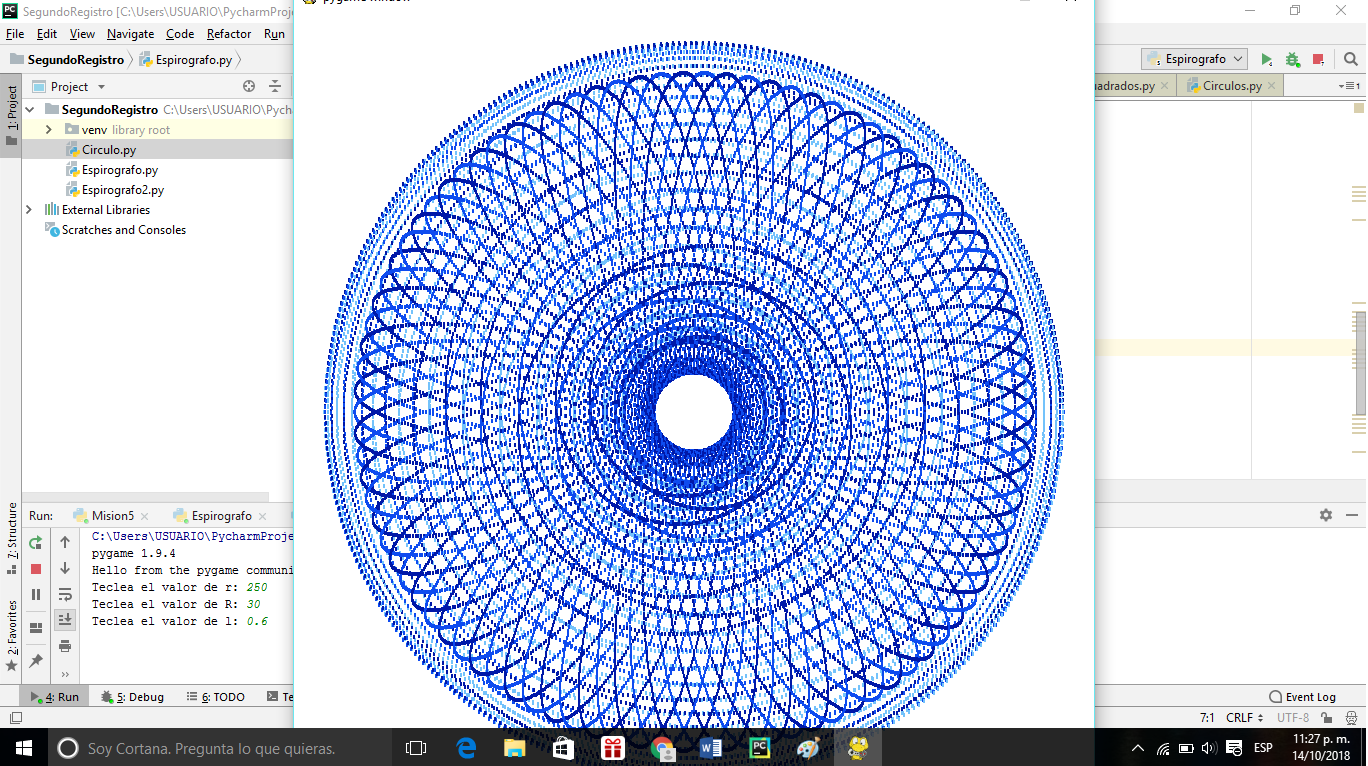 SegundoRegistro [C:\Users\USUARIO\PycharmProj
File Edit View Navigate Code Refactor Run
SegundoRegistro Espirografo.py
Espirografo
1: Project
Project
uadrados.py Circulos.py
1
SegundoRegistro C:\Users\USUARIO\Pych
venv library root
Circulo.py
Espirografo.py
Espirografo2.py
External Libraries
Scratches and Consoles
7: Structure
2: Favorites
Run: Mision5 Espirografo
C:\Users\USUARIO\PycharmProje
pygame 1.9.4
Hello from the pygame communi
Teclea el valor de r: 250
Teclea el valor de R: 30
Teclea el valor de l: 0.6
4: Run 5: Debug 6: TODO Te
Event Log
7:1 CRLF UTF-8
Soy Cortana. Pregunta lo que quieras.
ESP
11:27 p. m.
14/10/2018